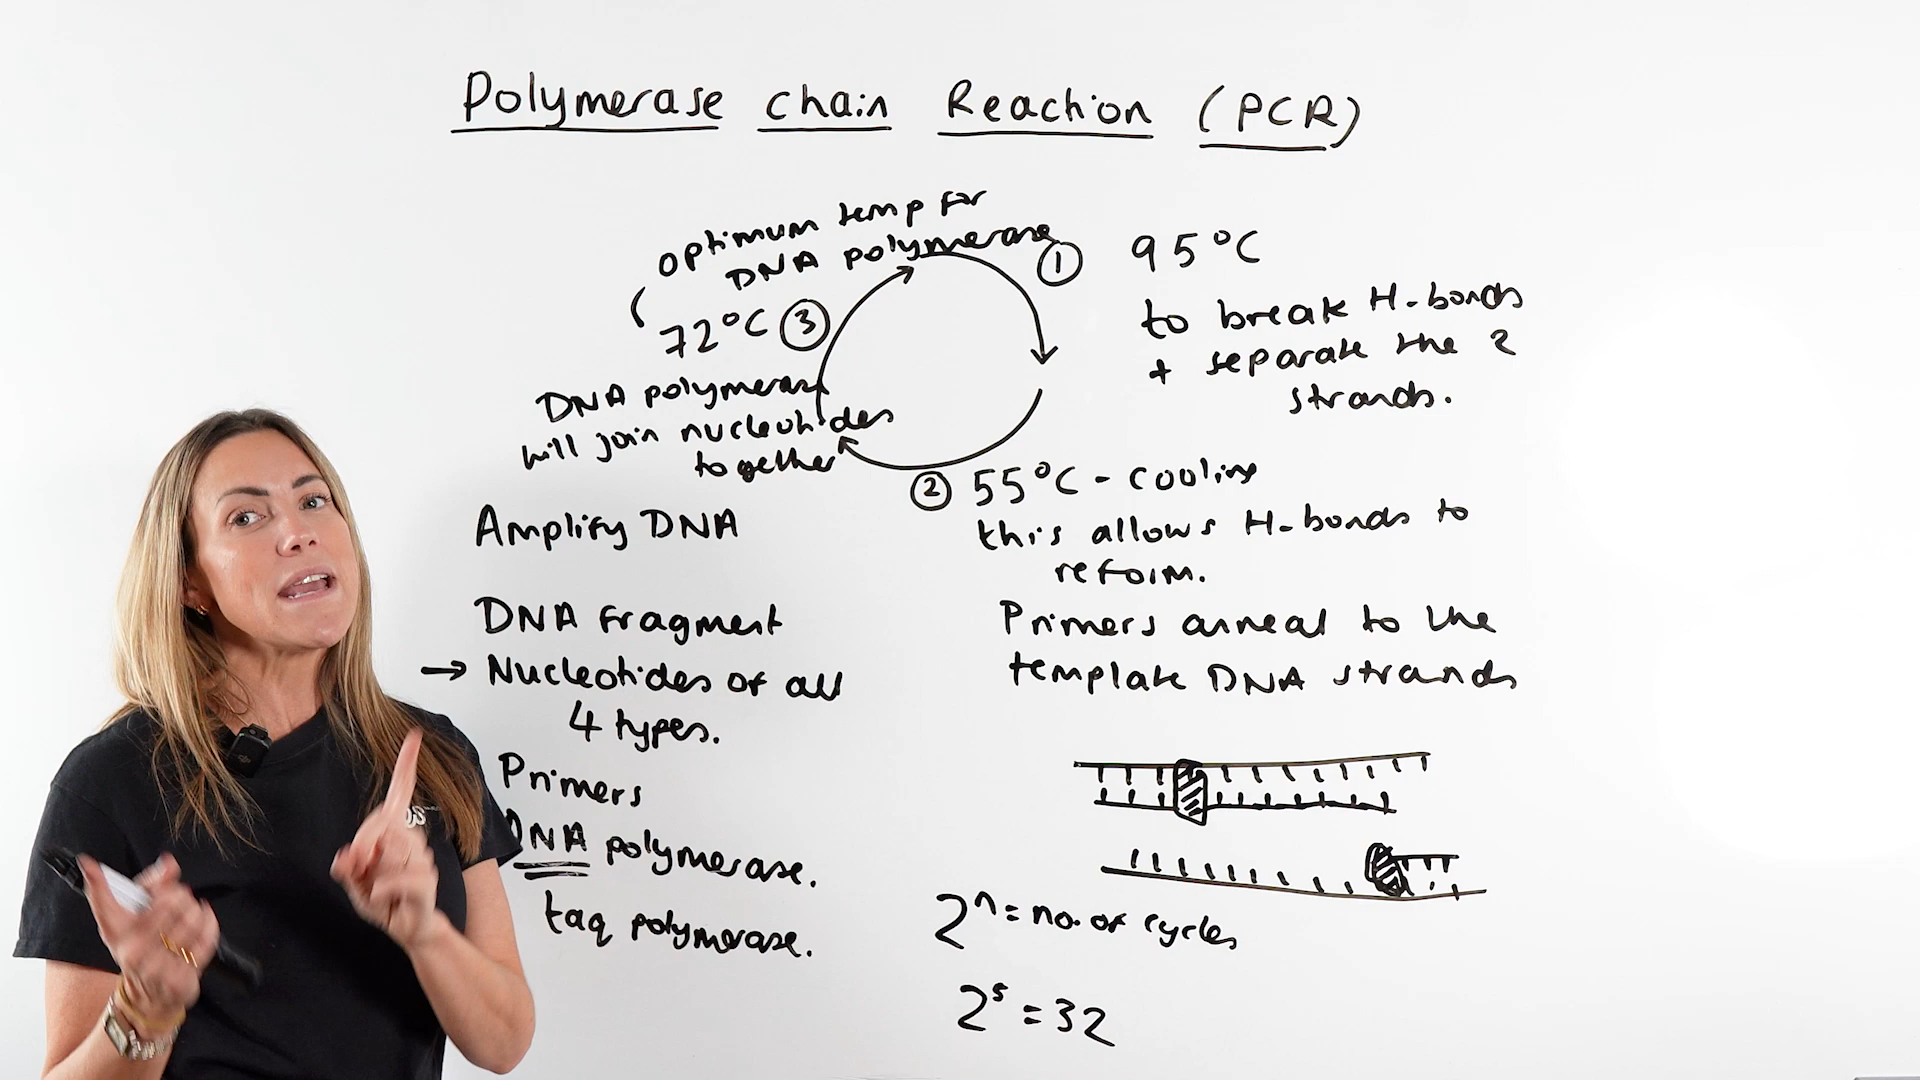 Polymerase chain Reaction (PCR)
optimum temp for
DNA polymerase
72°C ③
DNA polymerase
will join nucleotides
together
① 95°C
to break H-bonds
+ separate the 2
strands.
② 55°C - cooling
this allows H-bonds to
reform.
Primers anneal to the
template DNA strands
Amplify DNA
DNA fragment
→ Nucleotides of all
4 types.
Primers
DNA polymerase.
taq polymerase.
2ⁿ = no. of cycles
2⁵ = 32